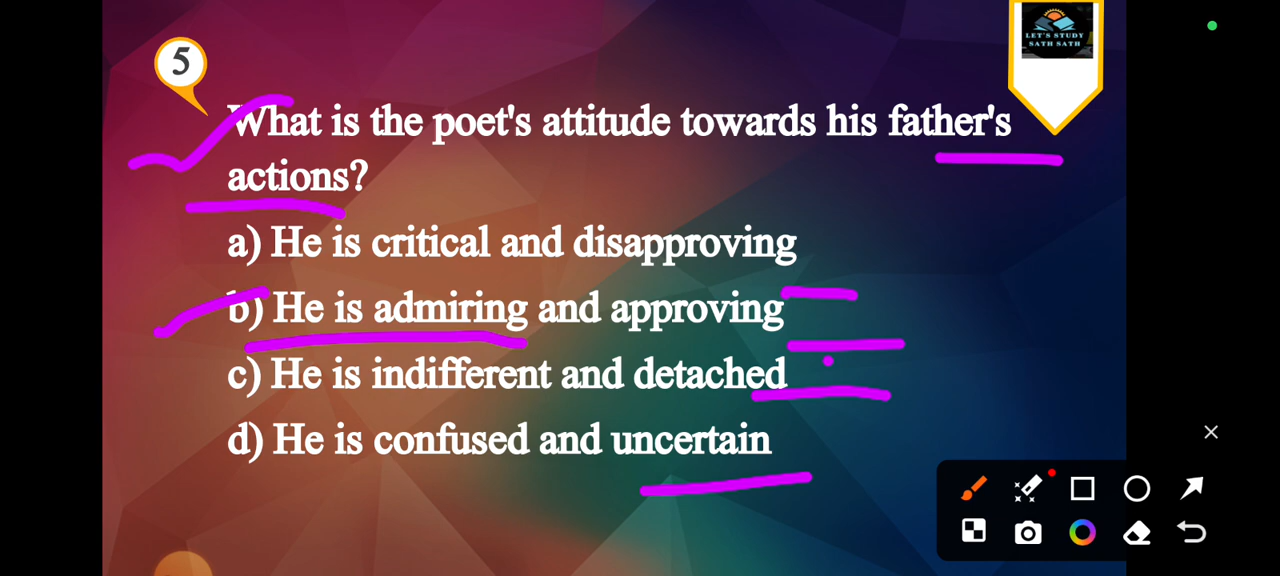 5
LET'S STUDY
SATH SATH
What is the poet's attitude towards his father's
actions?
a) He is critical and disapproving
b) He is admiring and approving
c) He is indifferent and detached
d) He is confused and uncertain